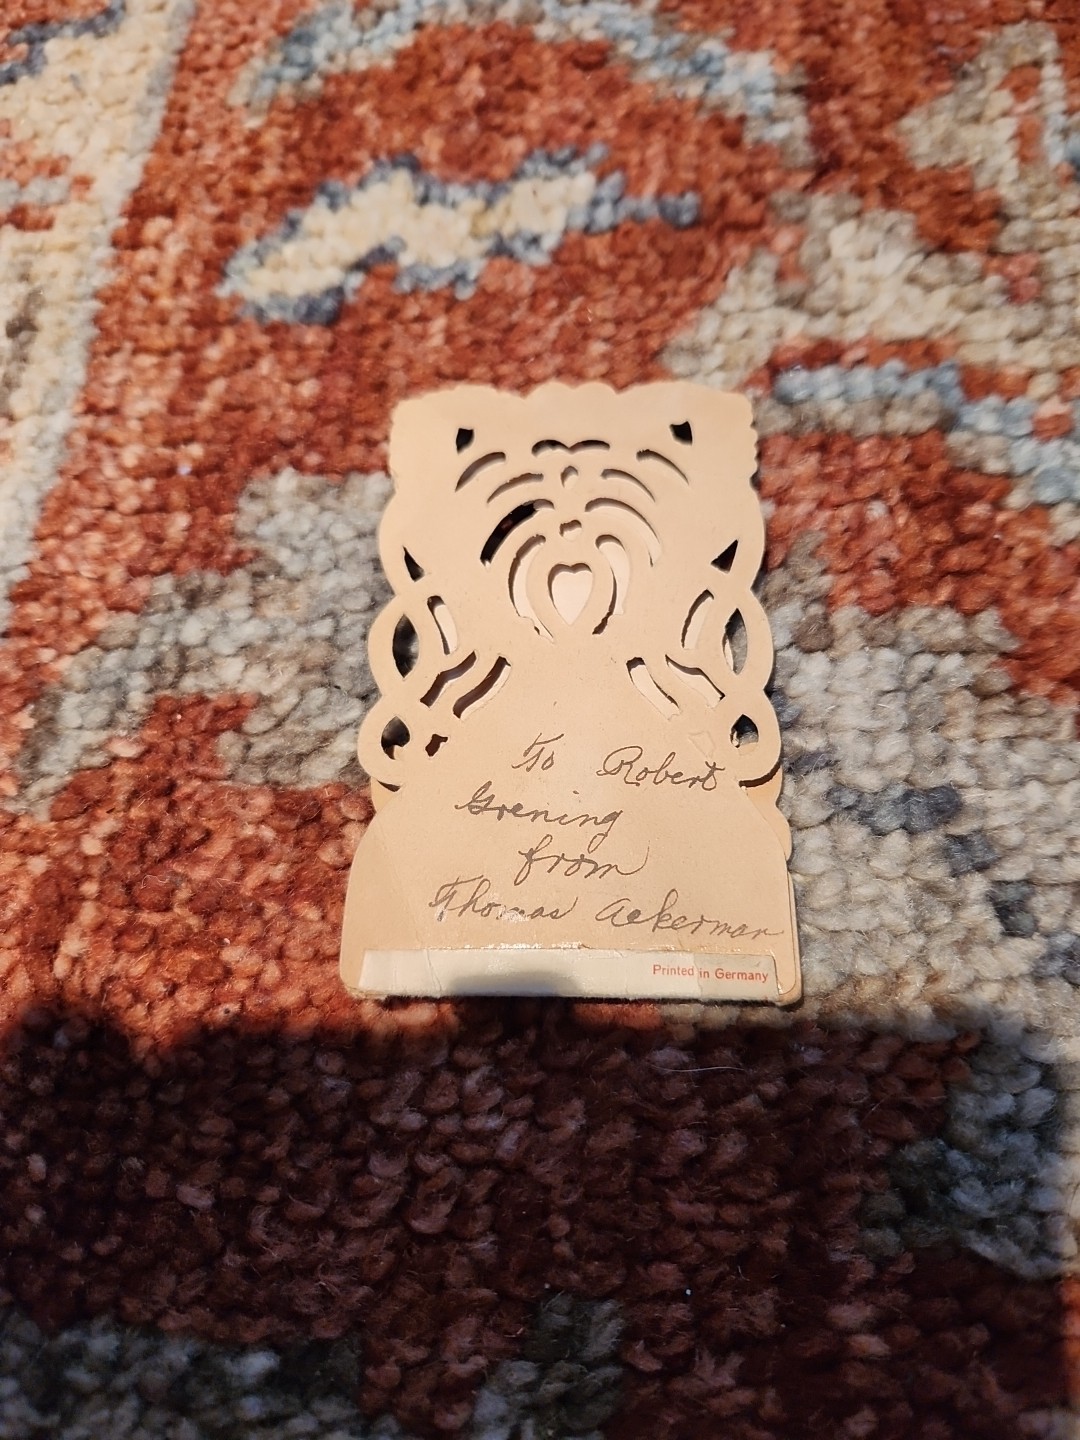 To Robert
Grening
from
Thomas Ackerman
Printed in Germany